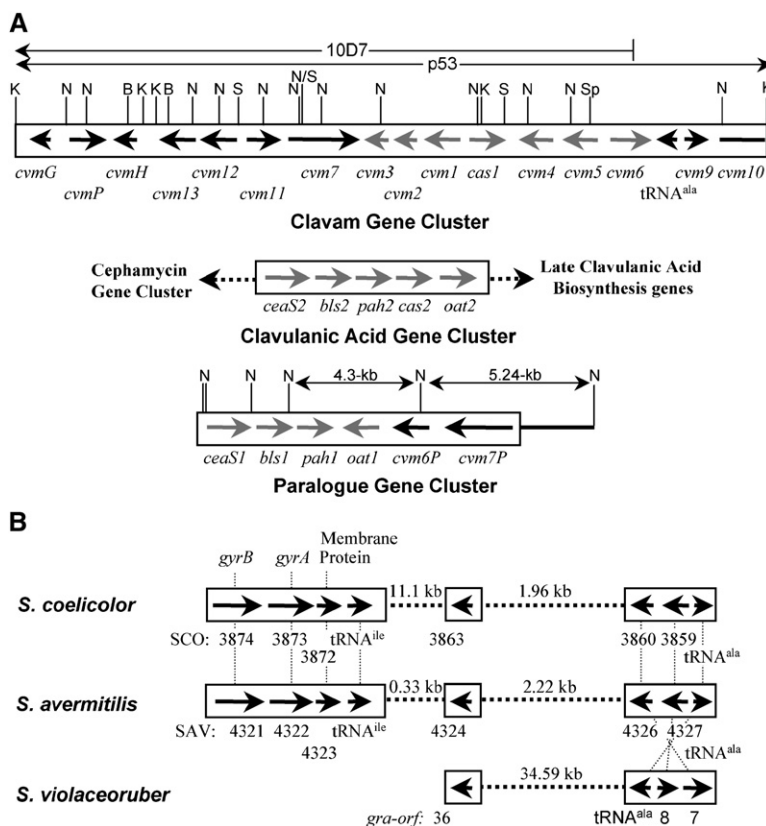 A
10D7
p53
K N N B K K B N N S N N N/S N N N K S N N Sp N K
cvmG cvmH cvm12 cvm7 cvm3 cvm1 cas1 cvm4 cvm5 cvm6 cvm9 cvm10
cvmP cvm13 cvm11 cvm2 tRNAala
Clavam Gene Cluster
Cephamycin Gene Cluster
Late Clavulanic Acid Biosynthesis genes
ceaS2 bls2 pah2 cas2 oat2
Clavulanic Acid Gene Cluster
N N N 4.3-kb N 5.24-kb N
ceaS1 bls1 pah1 oat1 cvm6P cvm7P
Paralogue Gene Cluster
B
Membrane
gyrB gyrA Protein
S. coelicolor 11.1 kb 1.96 kb
SCO: 3874 3873 tRNAile 3863 3860 3859
3872 tRNAala
S. avermitilis 0.33 kb 2.22 kb
SAV: 4321 4322 tRNAile 4324 4326 4327
4323 tRNAala
S. violaceoruber 34.59 kb
gra-orf: 36 tRNAala 8 7